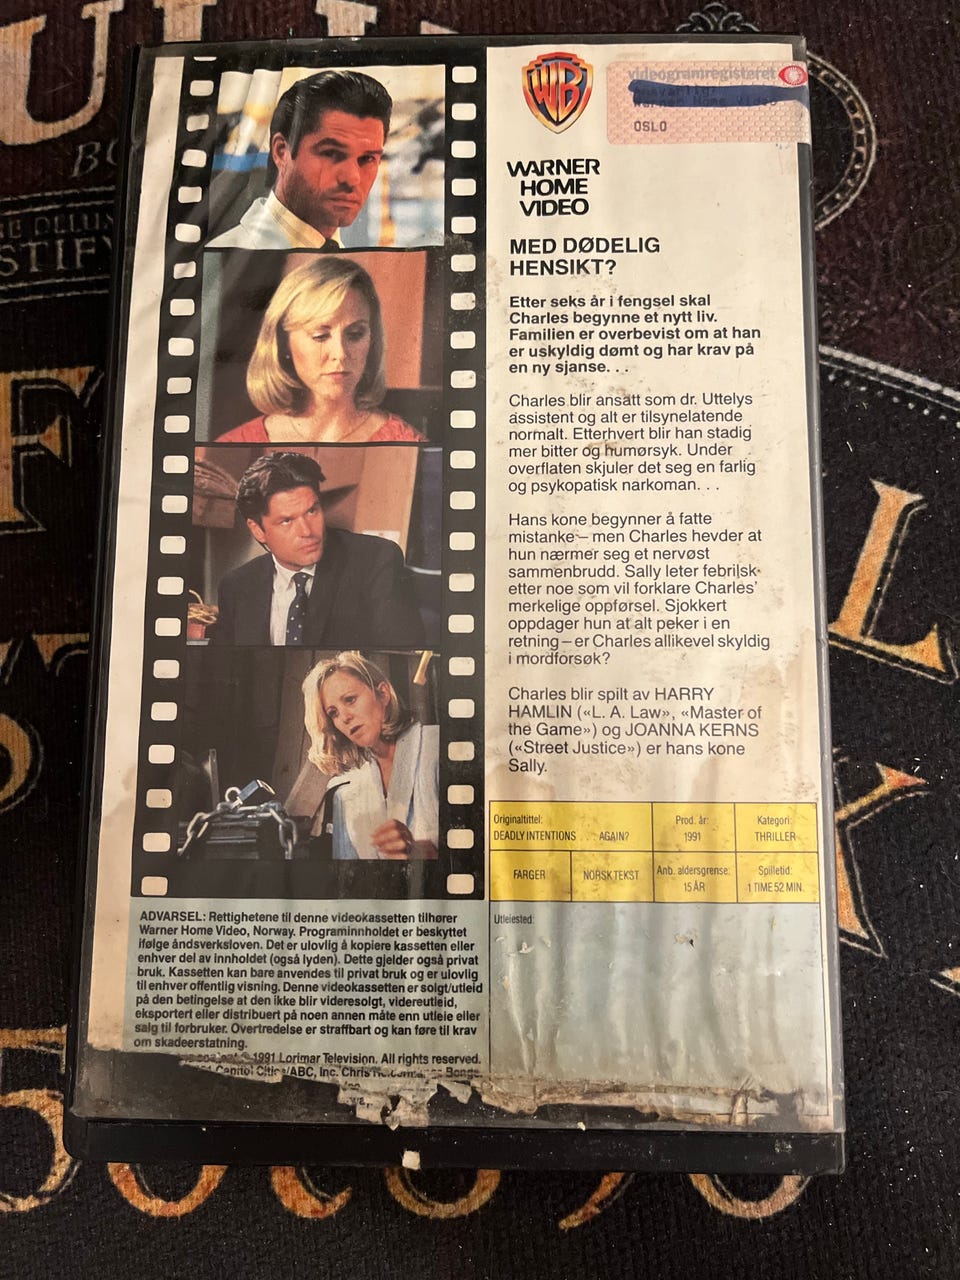 WB
videogramregisteret
OSLO
WARNER
HOME
VIDEO
MED DØDELIG
HENSIKT?
Etter seks år i fengsel skal
Charles begynne et nytt liv.
Familien er overbevist om at han
er uskyldig dømt og har krav på
en ny sjanse. . .
Charles blir ansatt som dr. Uttelys
assistent og alt er tilsynelatende
normalt. Etterhvert blir han stadig
mer bitter og humørsyk. Under
overflaten skjuler det seg en farlig
og psykopatisk narkoman. . .
Hans kone begynner å fatte
mistanke – men Charles hevder at
hun nærmer seg et nervøst
sammenbrudd. Sally leter febrilsk
etter noe som vil forklare Charles'
merkelige oppførsel. Sjokkert
oppdager hun at alt peker i en
retning – er Charles allikevel skyldig
i mordforsøk?
Charles blir spilt av HARRY
HAMLIN («L. A. Law», «Master of
the Game») og JOANNA KERNS
(«Street Justice») er hans kone
Sally.
Originaltittel: Prod. år: Kategori:
DEADLY INTENTIONS . . . AGAIN? 1991 THRILLER
FARGER NORSK TEKST Anb. aldersgrense: Spilletid:
15 ÅR 1 TIME 52 MIN.
Utleiested:
ADVARSEL: Rettighetene til denne videokassetten tilhører
Warner Home Video, Norway. Programinnholdet er beskyttet
ifølge åndsverksloven. Det er ulovlig å kopiere kassetten eller
enhver del av innholdet (også lyden). Dette gjelder også privat
bruk. Kassetten kan bare anvendes til privat bruk og er ulovlig
til enhver offentlig visning. Denne videokassetten er solgt/utleid
på den betingelse at den ikke blir videresolgt, videreutleid,
eksportert eller distribuert på noen annen måte enn utleie eller
salg til forbruker. Overtredelse er straffbart og kan føre til krav
om skadeerstatning.
© 1991 Lorimar Television. All rights reserved.
Capitol Cities/ABC, Inc.